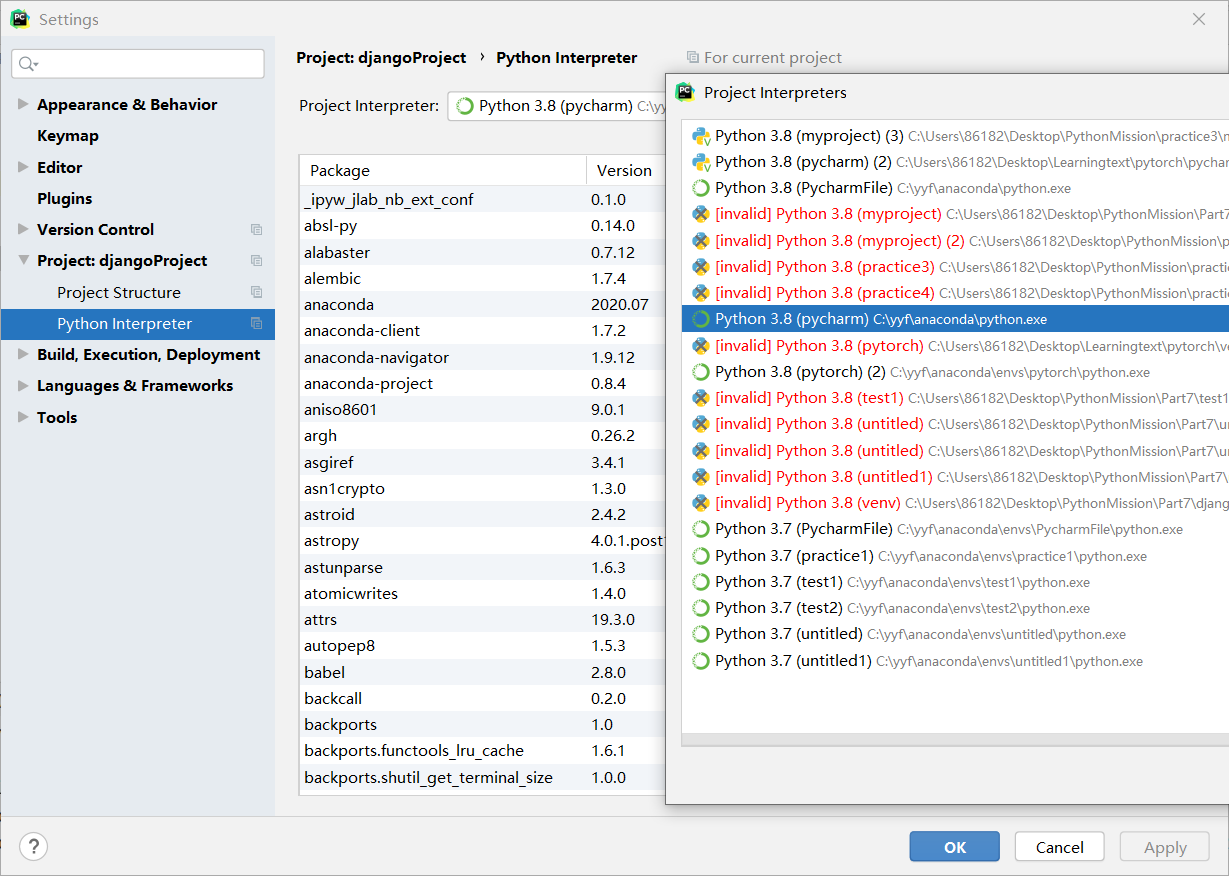 Settings
Appearance & Behavior
Keymap
Editor
Plugins
Version Control
Project: djangoProject
Project Structure
Python Interpreter
Build, Execution, Deployment
Languages & Frameworks
Tools
Project: djangoProject › Python Interpreter
For current project
Project Interpreter: Python 3.8 (pycharm) C:\yy
Package Version
_ipyw_jlab_nb_ext_conf 0.1.0
absl-py 0.14.0
alabaster 0.7.12
alembic 1.7.4
anaconda 2020.07
anaconda-client 1.7.2
anaconda-navigator 1.9.12
anaconda-project 0.8.4
aniso8601 9.0.1
argh 0.26.2
asgiref 3.4.1
asn1crypto 1.3.0
astroid 2.4.2
astropy 4.0.1.post1
astunparse 1.6.3
atomicwrites 1.4.0
attrs 19.3.0
autopep8 1.5.3
babel 2.8.0
backcall 0.2.0
backports 1.0
backports.functools_lru_cache 1.6.1
backports.shutil_get_terminal_size 1.0.0
PC Project Interpreters
Python 3.8 (myproject) (3) C:\Users\86182\Desktop\PythonMission\practice3\m
Python 3.8 (pycharm) (2) C:\Users\86182\Desktop\Learningtext\pytorch\pychar
Python 3.8 (PycharmFile) C:\yyf\anaconda\python.exe
[invalid] Python 3.8 (myproject) C:\Users\86182\Desktop\PythonMission\Part7
[invalid] Python 3.8 (myproject) (2) C:\Users\86182\Desktop\PythonMission\p
[invalid] Python 3.8 (practice3) C:\Users\86182\Desktop\PythonMission\practi
[invalid] Python 3.8 (practice4) C:\Users\86182\Desktop\PythonMission\practi
Python 3.8 (pycharm) C:\yyf\anaconda\python.exe
[invalid] Python 3.8 (pytorch) C:\Users\86182\Desktop\Learningtext\pytorch\ve
Python 3.8 (pytorch) (2) C:\yyf\anaconda\envs\pytorch\python.exe
[invalid] Python 3.8 (test1) C:\Users\86182\Desktop\PythonMission\Part7\test1
[invalid] Python 3.8 (untitled) C:\Users\86182\Desktop\PythonMission\Part7\un
[invalid] Python 3.8 (untitled) C:\Users\86182\Desktop\PythonMission\Part7\un
[invalid] Python 3.8 (untitled1) C:\Users\86182\Desktop\PythonMission\Part7\
[invalid] Python 3.8 (venv) C:\Users\86182\Desktop\PythonMission\Part7\djang
Python 3.7 (PycharmFile) C:\yyf\anaconda\envs\PycharmFile\python.exe
Python 3.7 (practice1) C:\yyf\anaconda\envs\practice1\python.exe
Python 3.7 (test1) C:\yyf\anaconda\envs\test1\python.exe
Python 3.7 (test2) C:\yyf\anaconda\envs\test2\python.exe
Python 3.7 (untitled) C:\yyf\anaconda\envs\untitled\python.exe
Python 3.7 (untitled1) C:\yyf\anaconda\envs\untitled1\python.exe
?
OK
Cancel
Apply